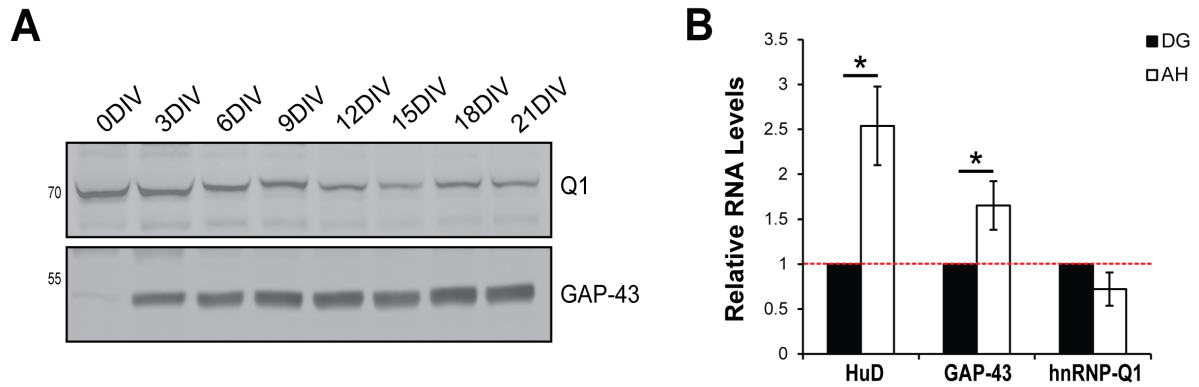 A
0DIV 3DIV 6DIV 9DIV 12DIV 15DIV 18DIV 21DIV
70
Q1
55
GAP-43
B
Relative RNA Levels
3.5
3
2.5
2
1.5
1
0.5
0
*
*
DG
AH
HuD GAP-43 hnRNP-Q1